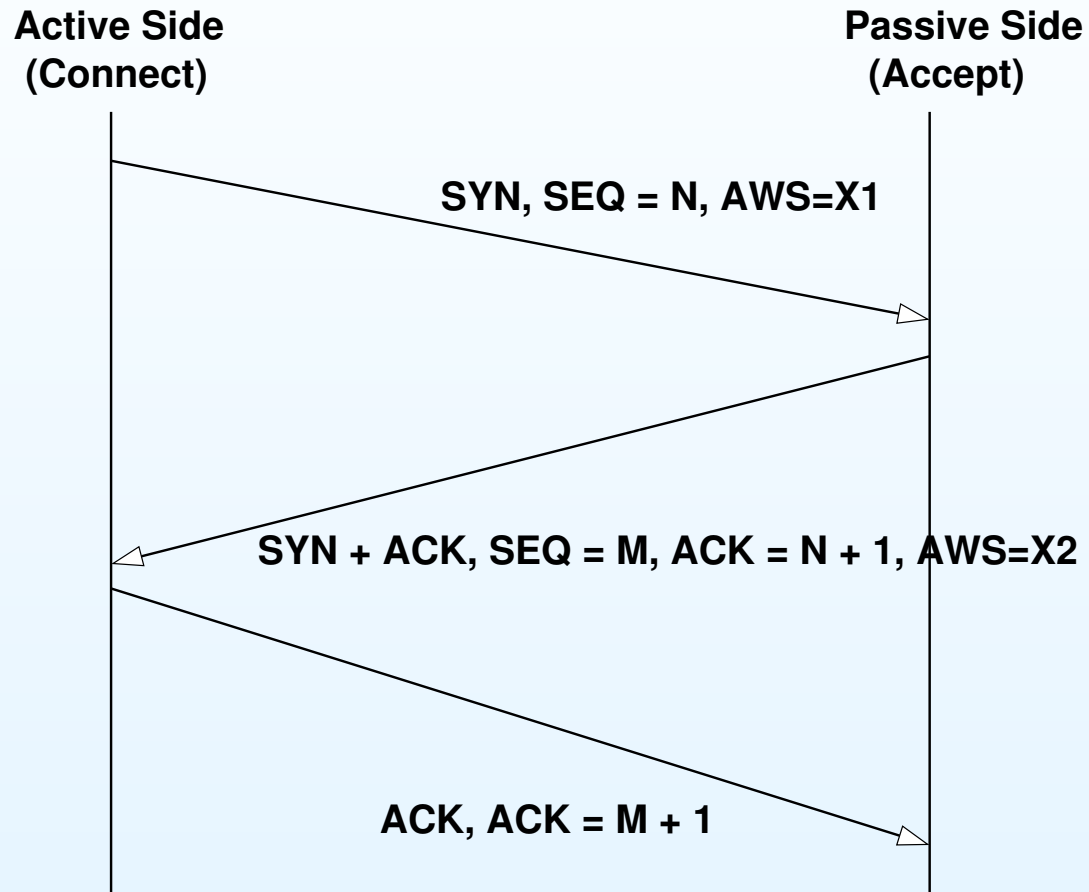 Active Side
(Connect)
Passive Side
(Accept)
SYN, SEQ = N, AWS=X1
SYN + ACK, SEQ = M, ACK = N + 1, AWS=X2
ACK, ACK = M + 1